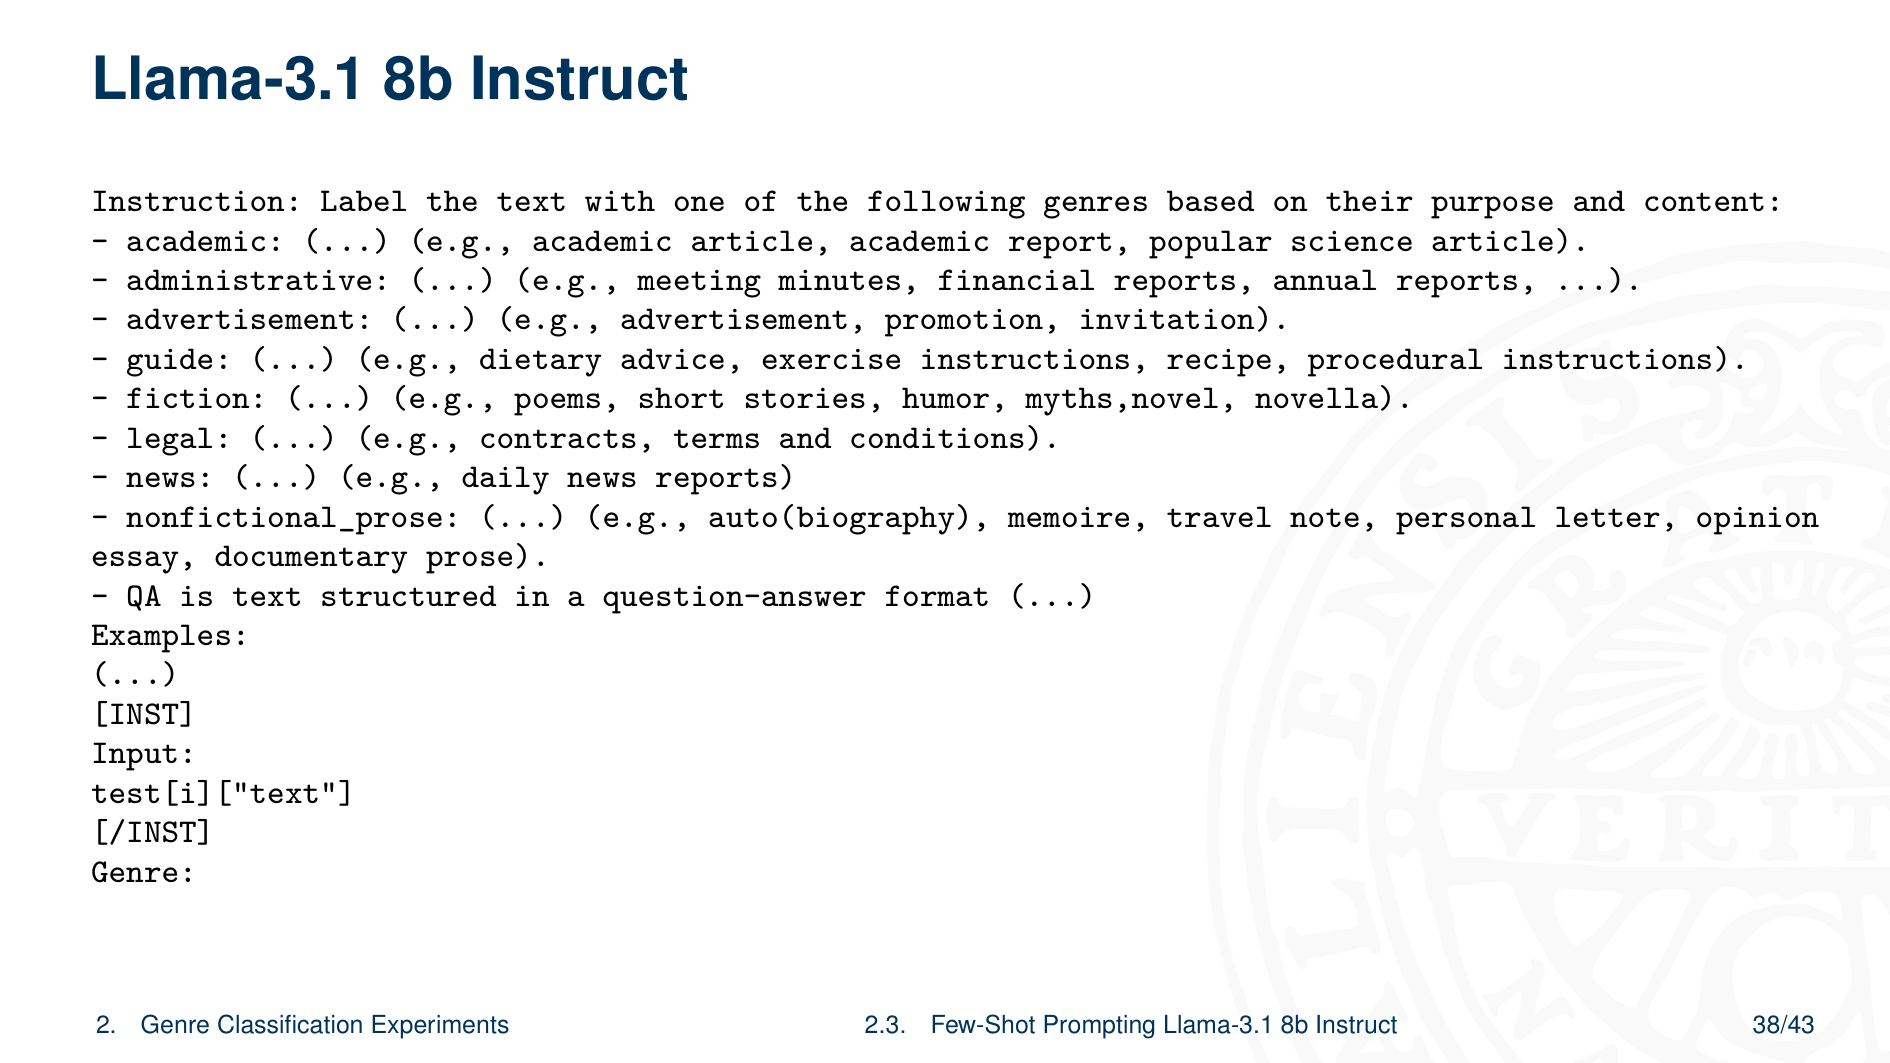 Llama-3.1 8b Instruct
Instruction: Label the text with one of the following genres based on their purpose and content:
- academic: (...) (e.g., academic article, academic report, popular science article).
- administrative: (...) (e.g., meeting minutes, financial reports, annual reports, ...).
- advertisement: (...) (e.g., advertisement, promotion, invitation).
- guide: (...) (e.g., dietary advice, exercise instructions, recipe, procedural instructions).
- fiction: (...) (e.g., poems, short stories, humor, myths,novel, novella).
- legal: (...) (e.g., contracts, terms and conditions).
- news: (...) (e.g., daily news reports)
- nonfictional_prose: (...) (e.g., auto(biography), memoire, travel note, personal letter, opinion
essay, documentary prose).
- QA is text structured in a question-answer format (...)
Examples:
(...)
[INST]
Input:
test[i]["text"]
[/INST]
Genre:
2. Genre Classification Experiments
2.3. Few-Shot Prompting Llama-3.1 8b Instruct
38/43